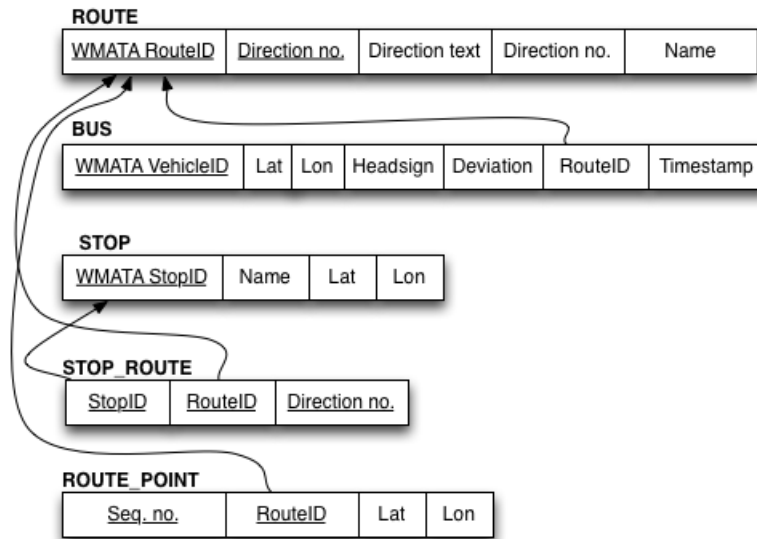 ROUTE
WMATA RouteID Direction no. Direction text Direction no. Name
BUS
WMATA VehicleID Lat Lon Headsign Deviation RouteID Timestamp
STOP
WMATA StopID Name Lat Lon
STOP_ROUTE
StopID RouteID Direction no.
ROUTE_POINT
Seq. no. RouteID Lat Lon